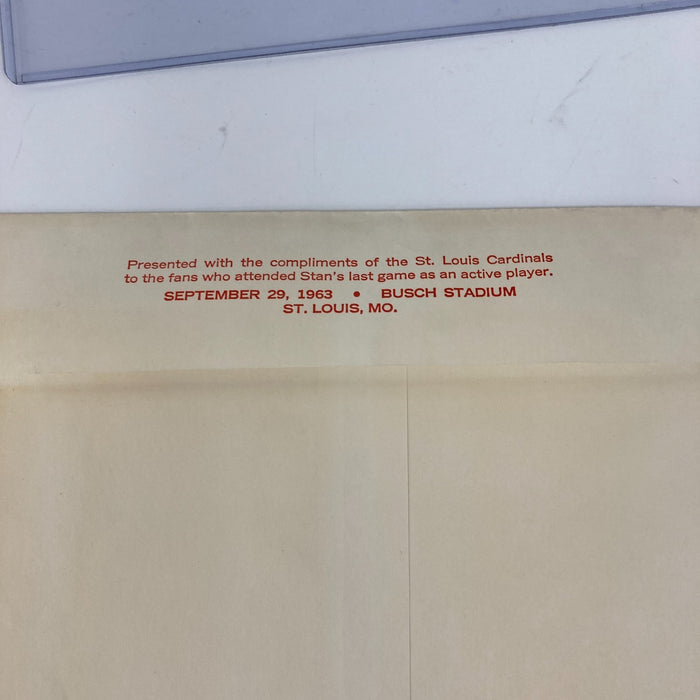 Presented with the compliments of the St. Louis Cardinals
to the fans who attended Stan's last game as an active player.
SEPTEMBER 29, 1963 • BUSCH STADIUM
ST. LOUIS, MO.